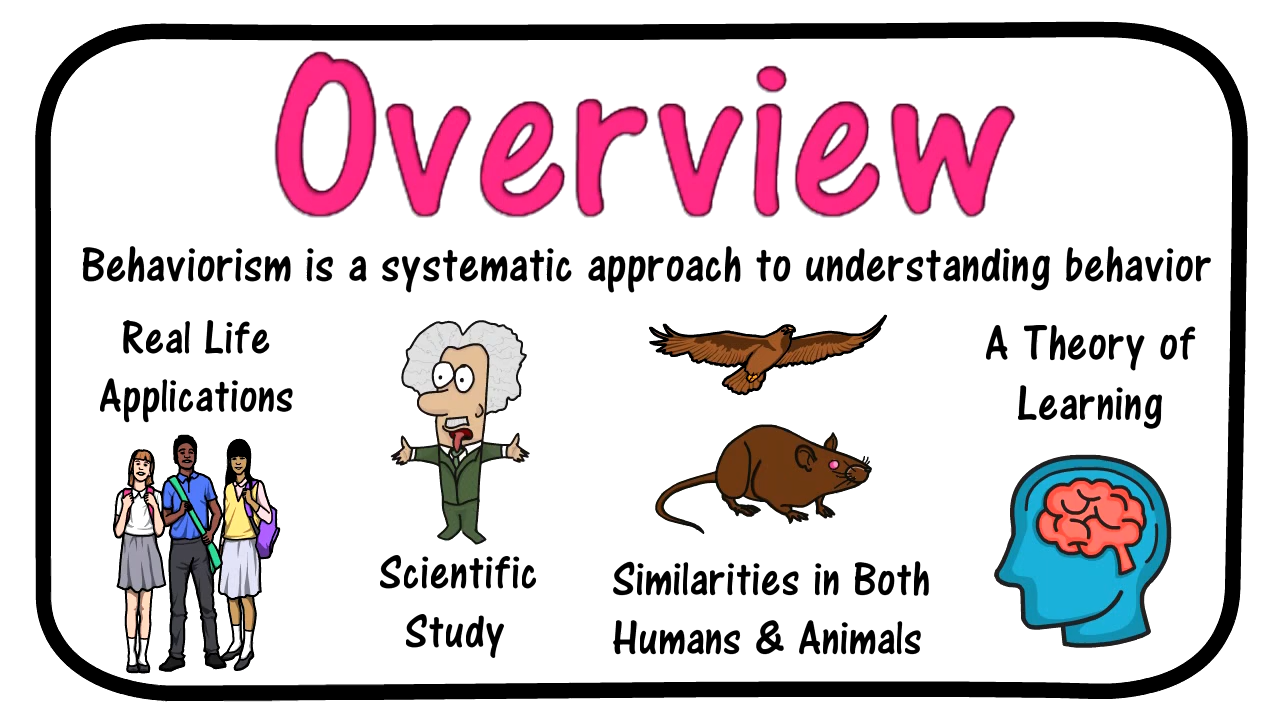 Overview
Behaviorism is a systematic approach to understanding behavior
Real Life
Applications
Scientific
Study
Similarities in Both
Humans & Animals
A Theory of
Learning